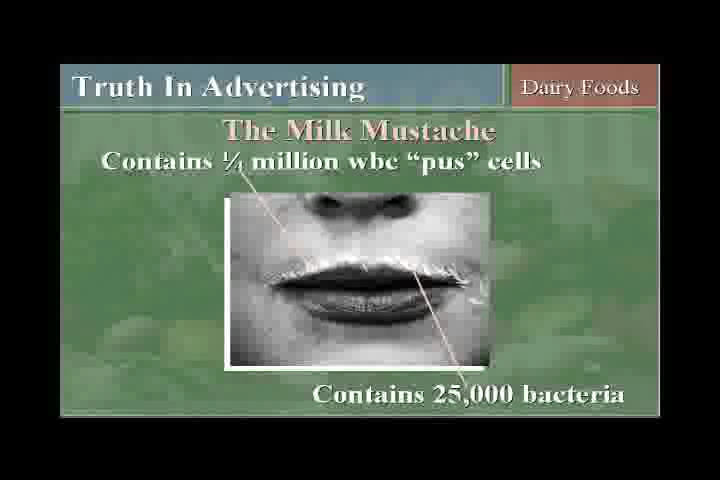 Truth In Advertising
Dairy Foods
The Milk Mustache
Contains ¼ million wbc “pus” cells
Contains 25,000 bacteria